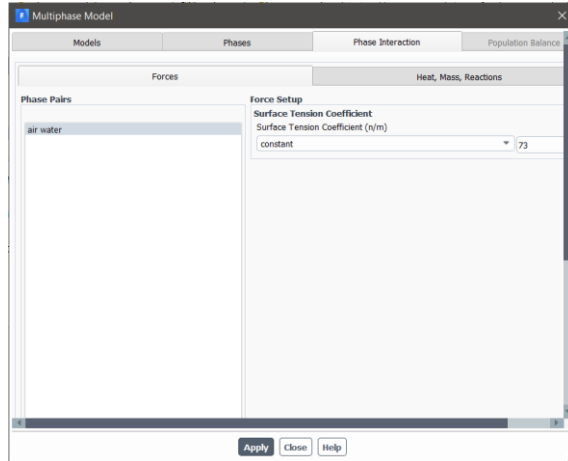 Multiphase Model
Models Phases Phase Interaction Population Balance
Forces Heat, Mass, Reactions
Phase Pairs
air water
Force Setup
Surface Tension Coefficient
Surface Tension Coefficient (n/m)
constant 73
Apply Close Help